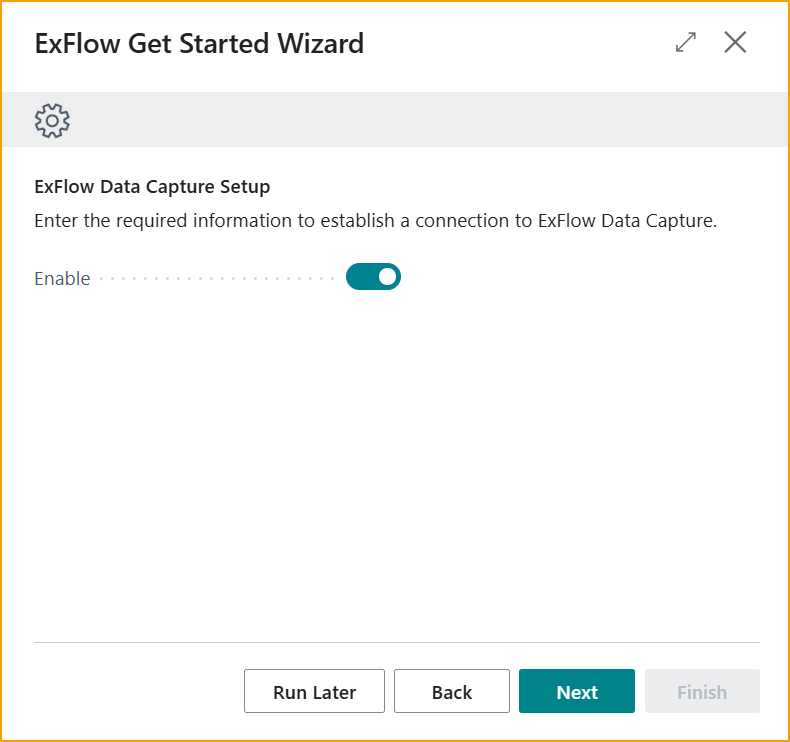 ExFlow Get Started Wizard
ExFlow Data Capture Setup
Enter the required information to establish a connection to ExFlow Data Capture.
Enable
Run Later
Back
Next
Finish